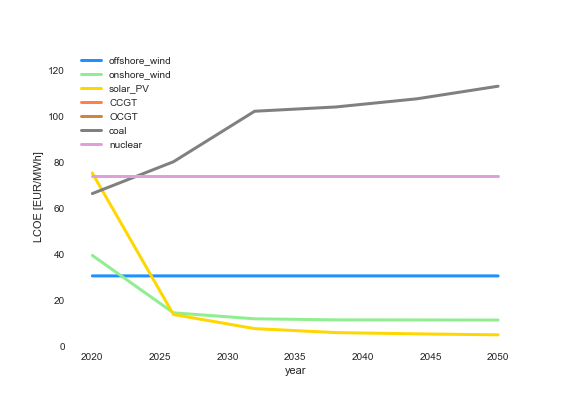 offshore_wind
onshore_wind
solar_PV
CCGT
OCGT
coal
nuclear
LCOE [EUR/MWh]
120
100
80
60
40
20
0
2020 2025 2030 2035 2040 2045 2050
year